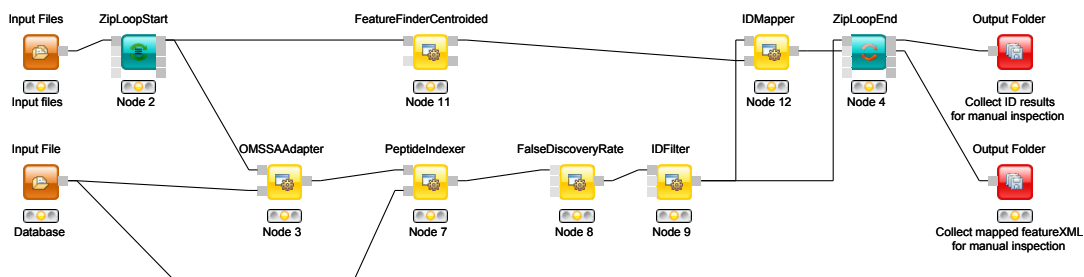 Input Files
ZipLoopStart
FeatureFinderCentroided
IDMapper
ZipLoopEnd
Output Folder
Input files
Node 2
Node 11
Node 12
Node 4
Collect ID results
for manual inspection
Input File
OMSSAAdapter
PeptideIndexer
FalseDiscoveryRate
IDFilter
Output Folder
Database
Node 3
Node 7
Node 8
Node 9
Collect mapped featureXML
for manual inspection